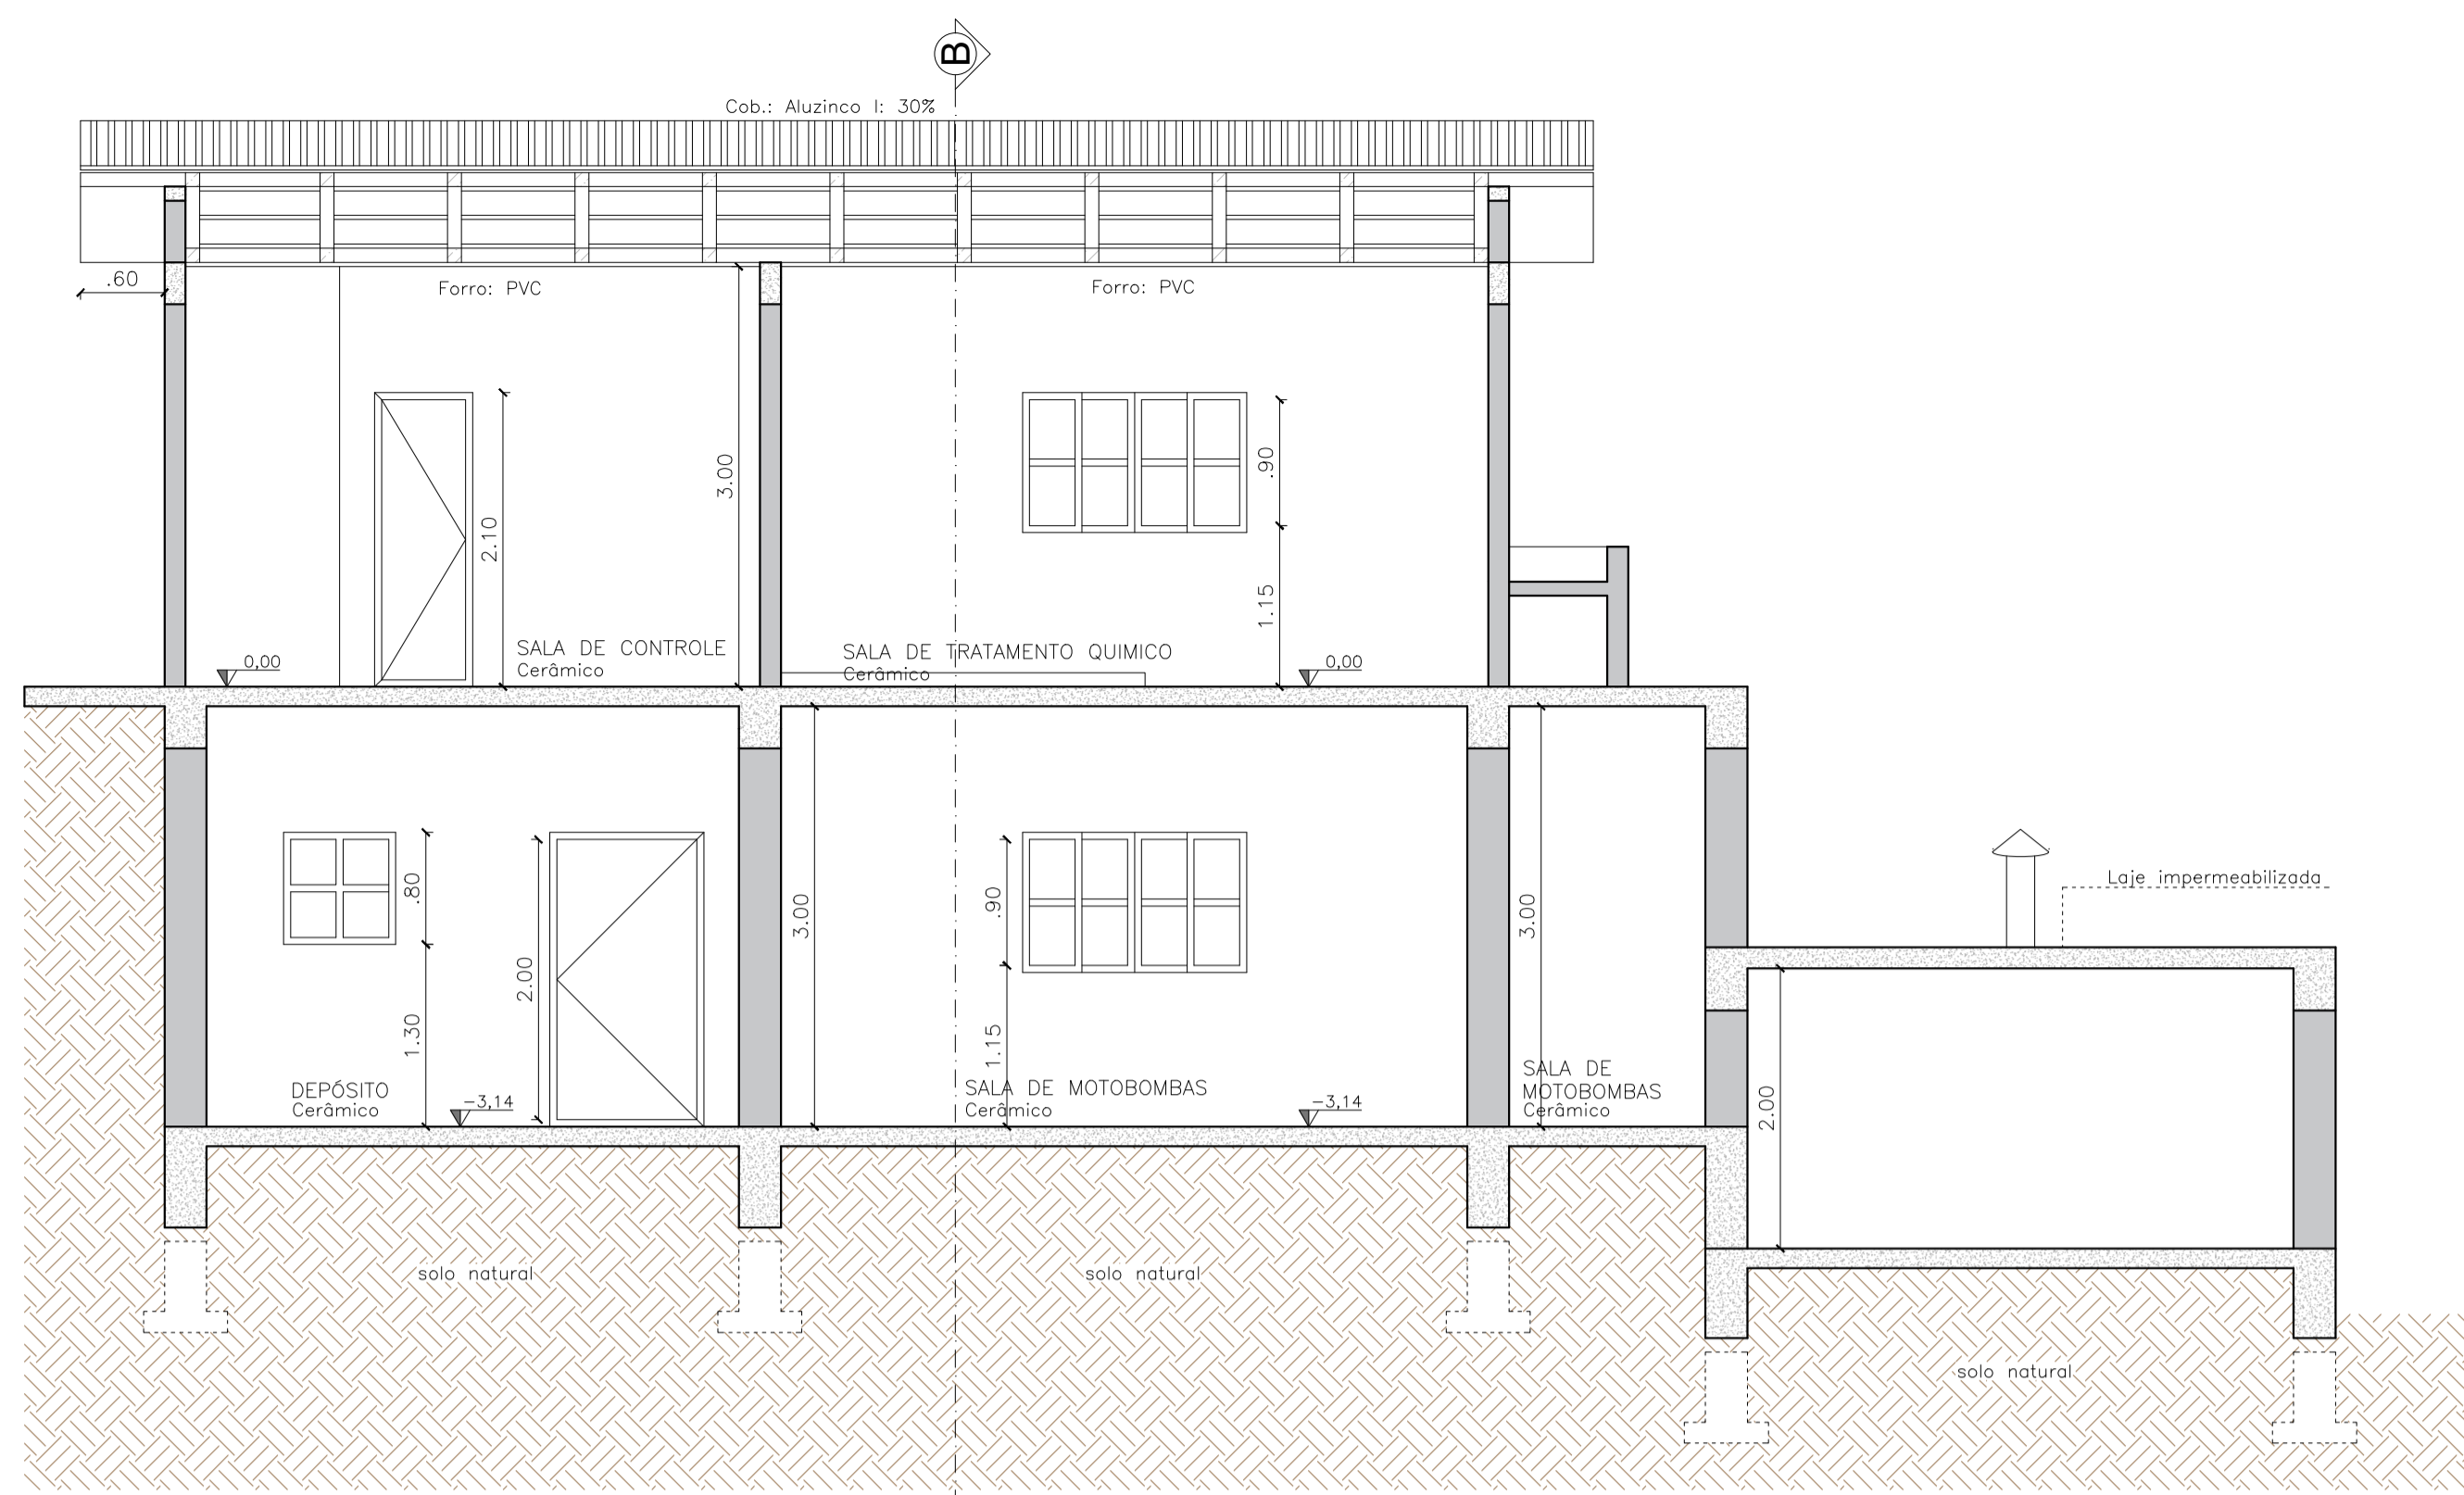 B
Cob.: Aluzinco I: 30%
.60
Forro: PVC
Forro: PVC
2.10
3.00
.90
1.15
SALA DE CONTROLE
Cerâmico
0,00
SALA DE TRATAMENTO QUIMICO
Cerâmico
0,00
.80
1.30
2.00
3.00
.90
1.15
3.00
Laje impermeabilizada
DEPÓSITO
Cerâmico
-3,14
SALA DE MOTOBOMBAS
Cerâmico
-3,14
SALA DE
MOTOBOMBAS
Cerâmico
2.00
solo natural
solo natural
solo natural